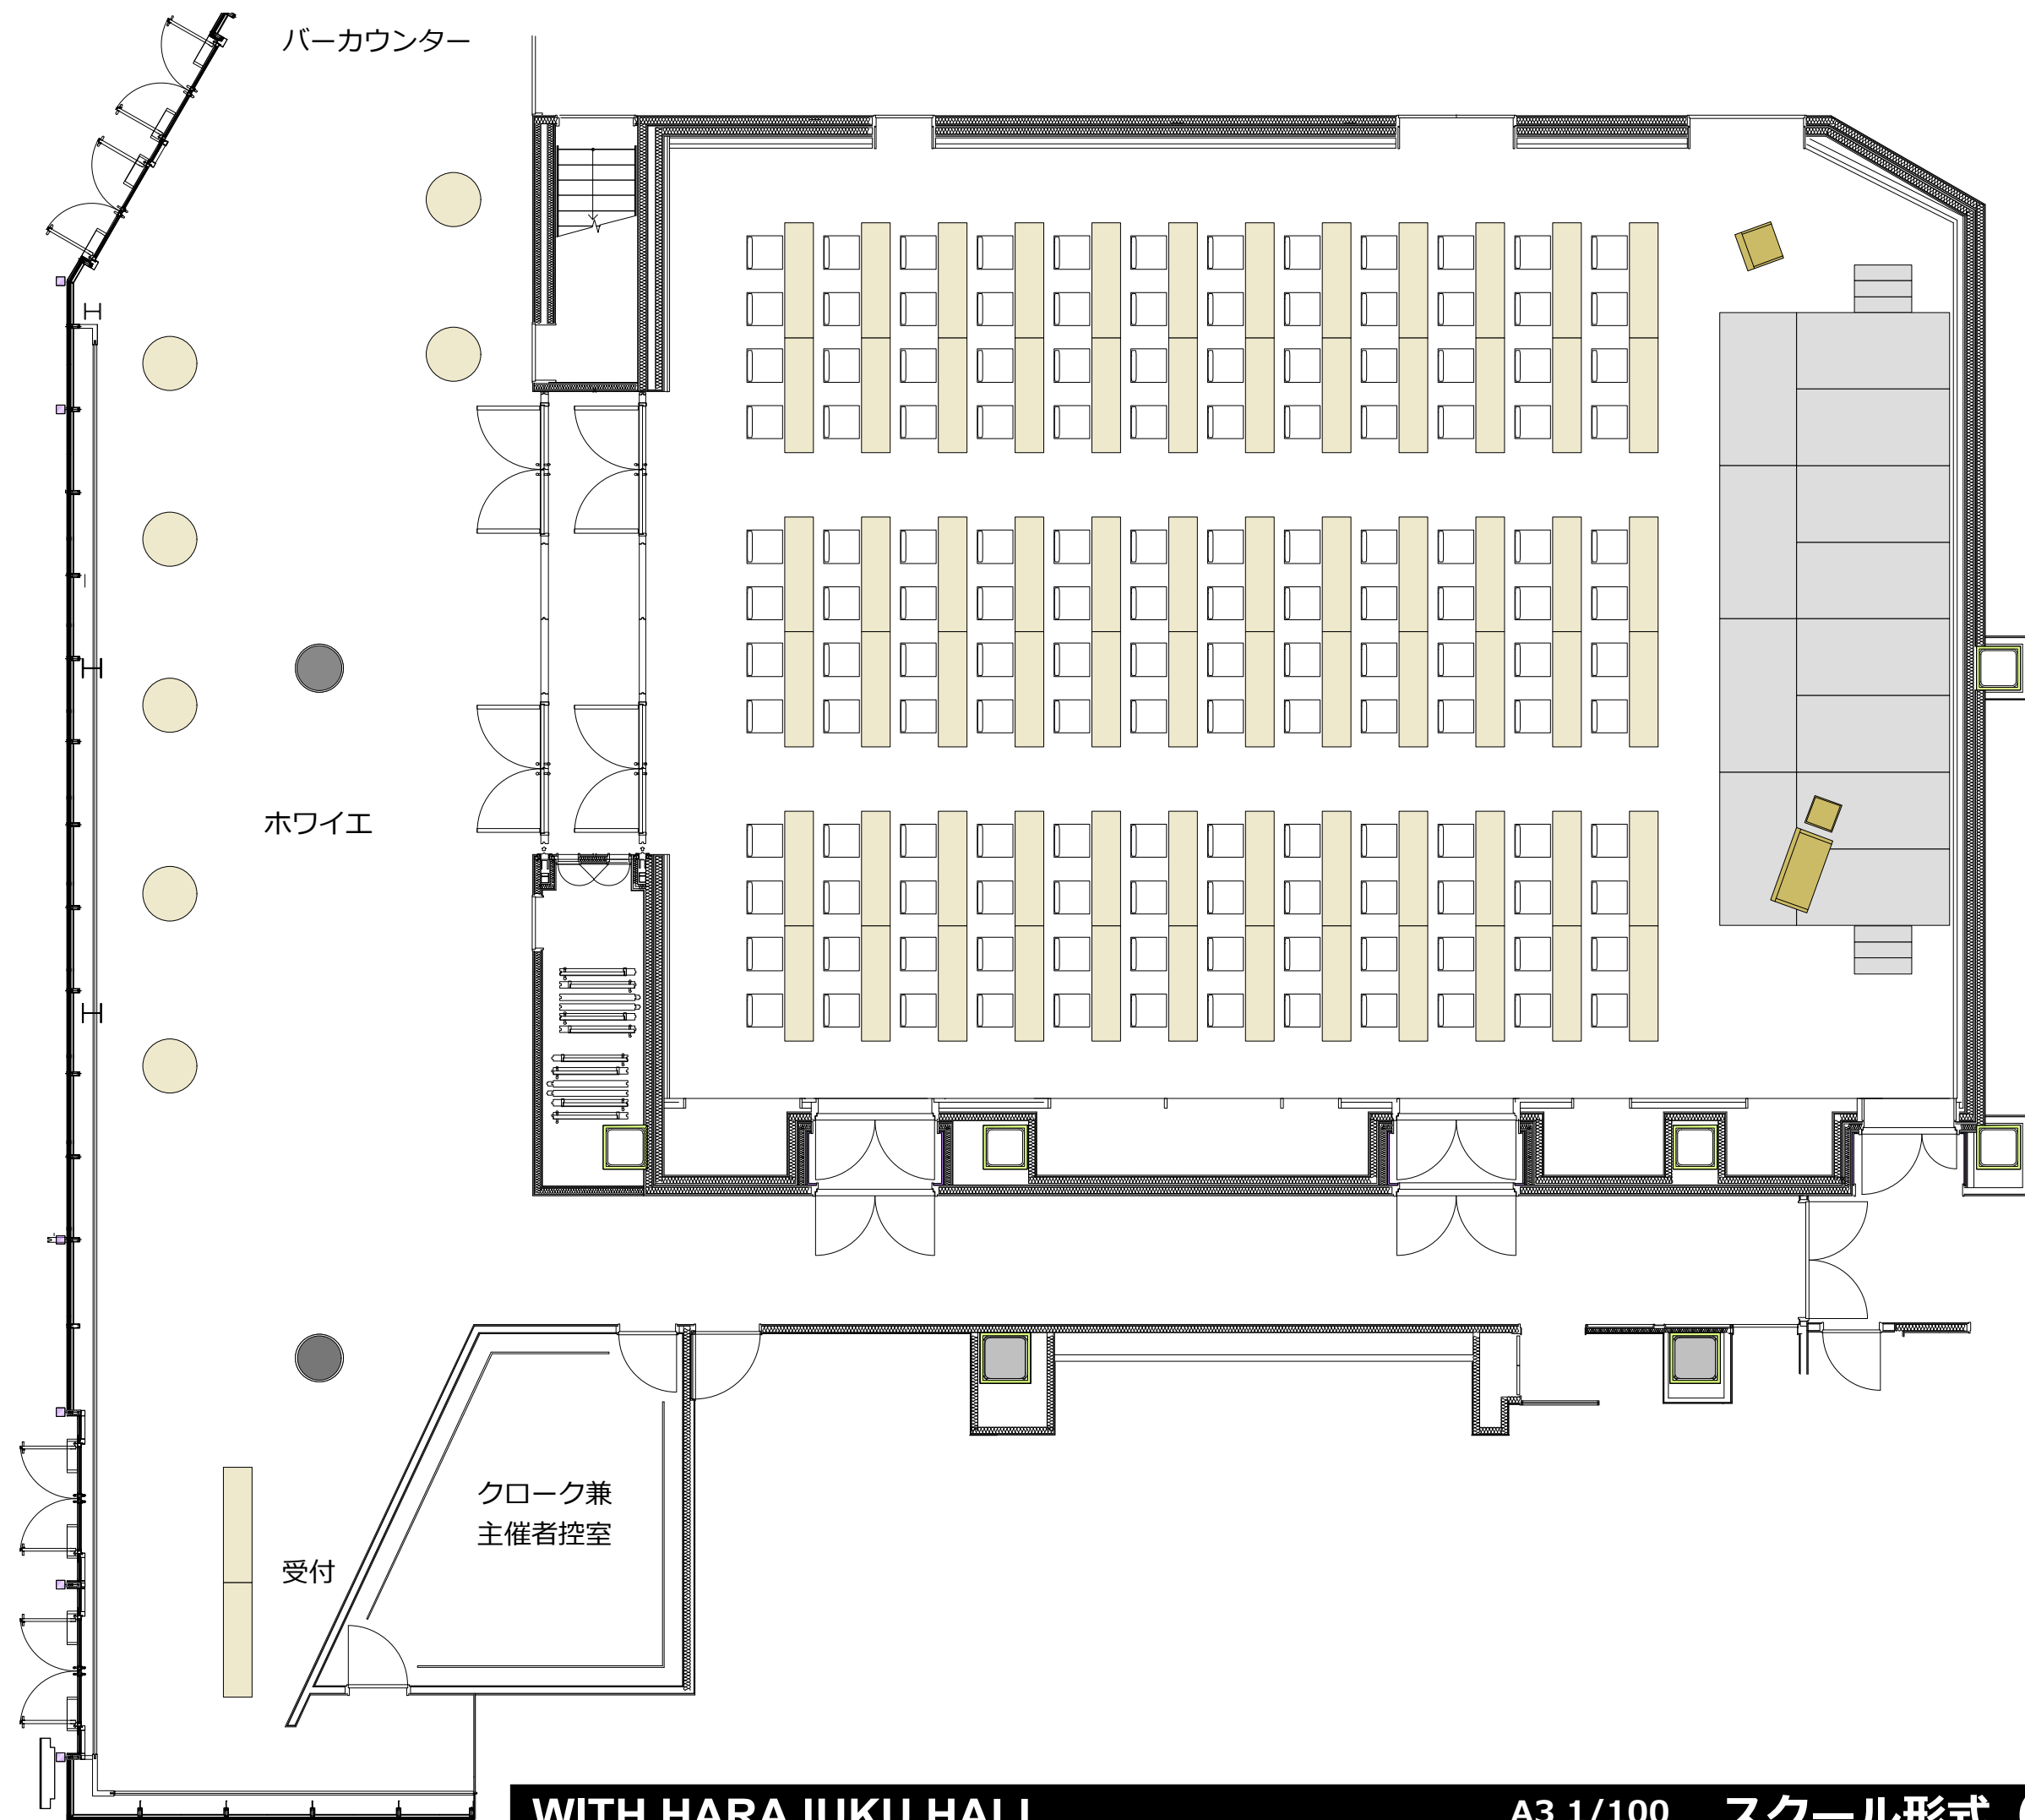 バーカウンター
ホワイエ
クローク兼
主催者控室
受付
WITH HARAJUKU HALL
A3 1/100 スクール形式（